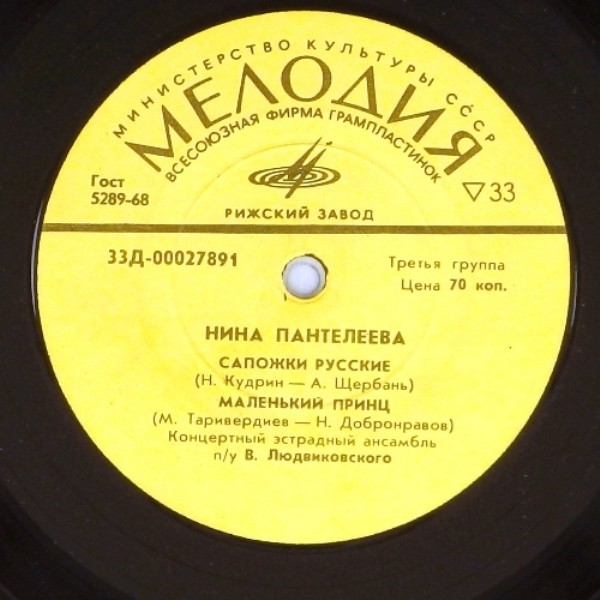 МИНИСТЕРСТВО КУЛЬТУРЫ СССР
МЕЛОДИЯ
ВСЕСОЮЗНАЯ ФИРМА ГРАМПЛАСТИНОК
Гост
5289-68
33
РИЖСКИЙ ЗАВОД
33Д-00027891
Третья группа
Цена 70 коп.
НИНА ПАНТЕЛЕЕВА
САПОЖКИ РУССКИЕ
(Н. Кудрин — А. Щербань)
МАЛЕНЬКИЙ ПРИНЦ
(М. Таривердиев — Н. Добронравов)
Концертный эстрадный ансамбль
п/у В. Людвиковского